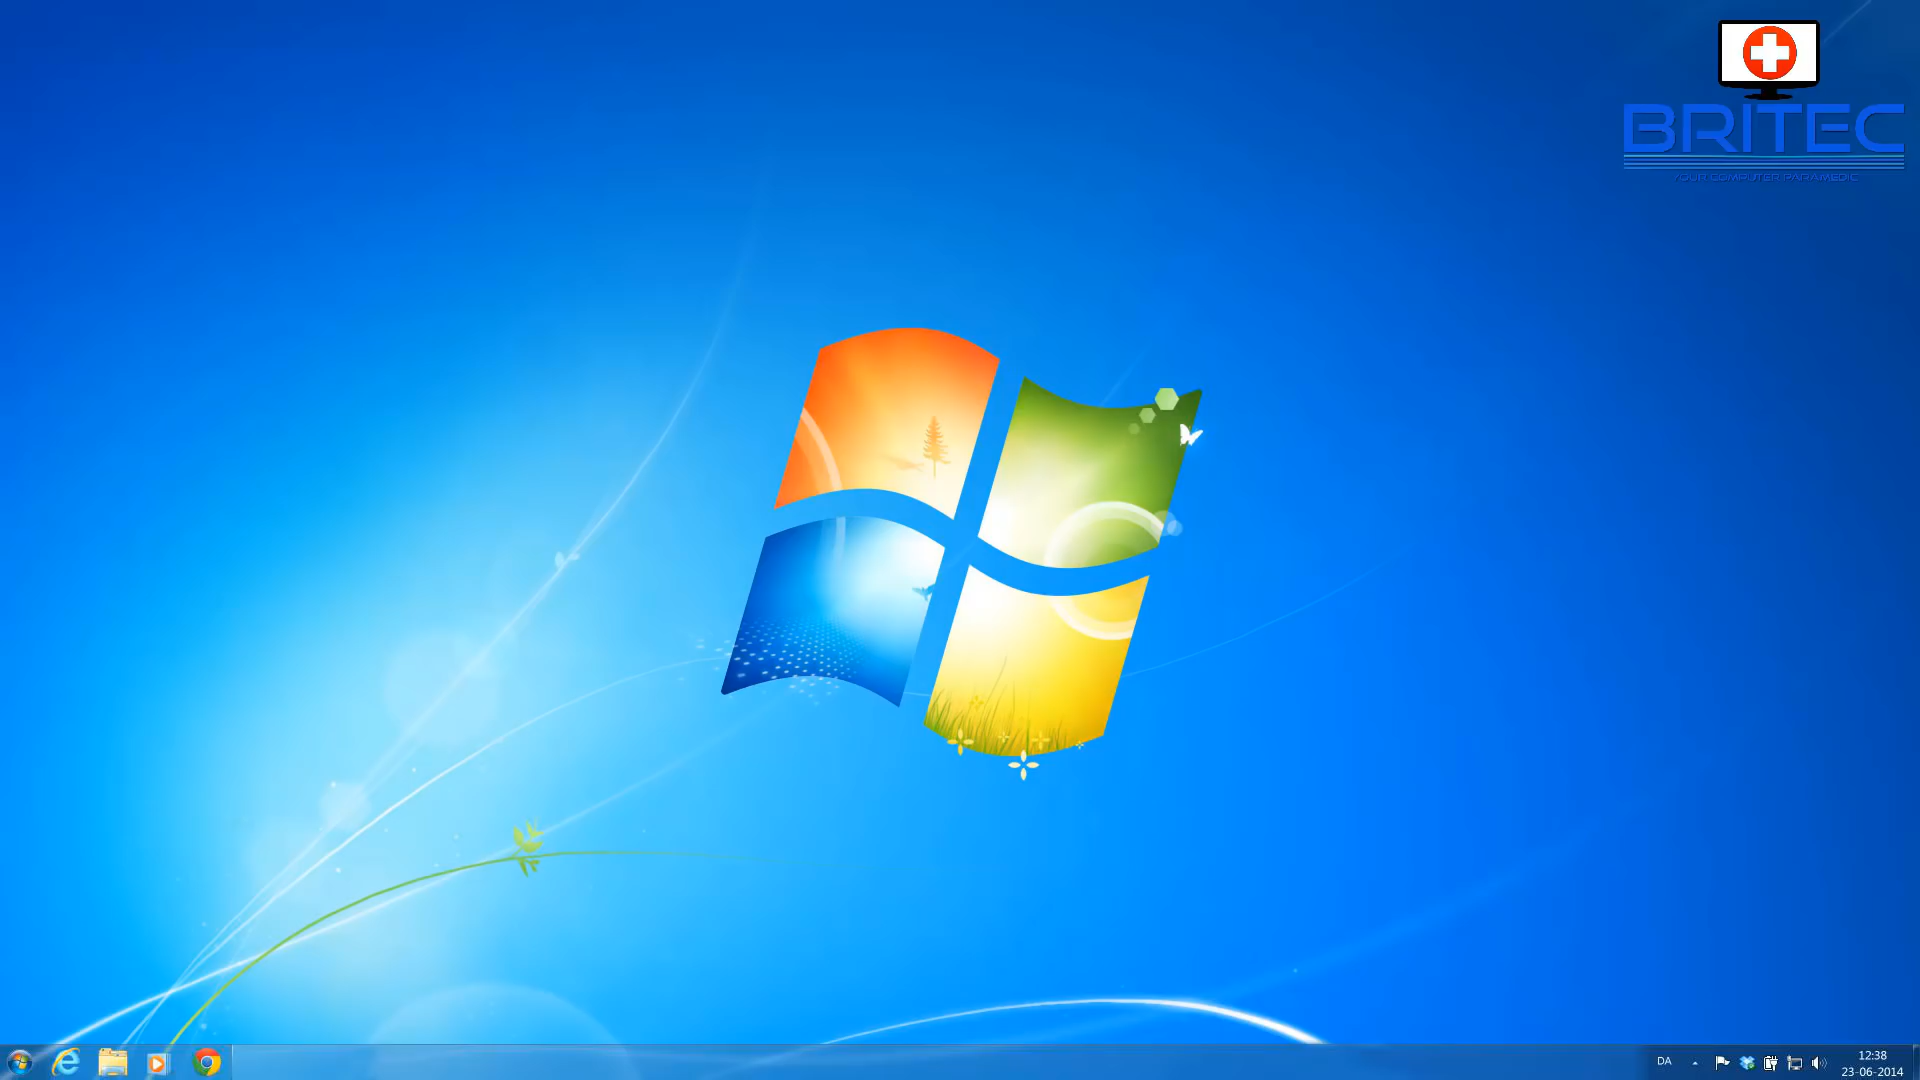 BRITEC
YOUR COMPUTER PARAMEDIC
DA
12:38
23-06-2014